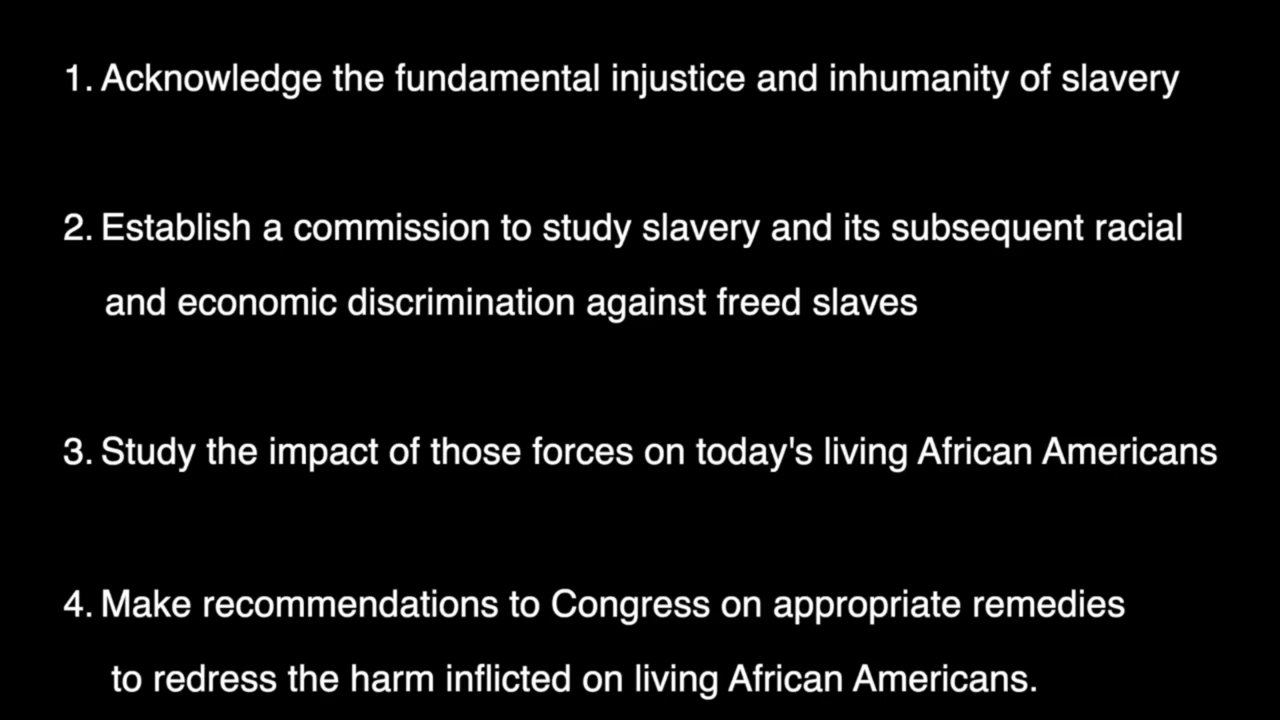 1. Acknowledge the fundamental injustice and inhumanity of slavery
2. Establish a commission to study slavery and its subsequent racial
and economic discrimination against freed slaves
3. Study the impact of those forces on today's living African Americans
4. Make recommendations to Congress on appropriate remedies
to redress the harm inflicted on living African Americans.